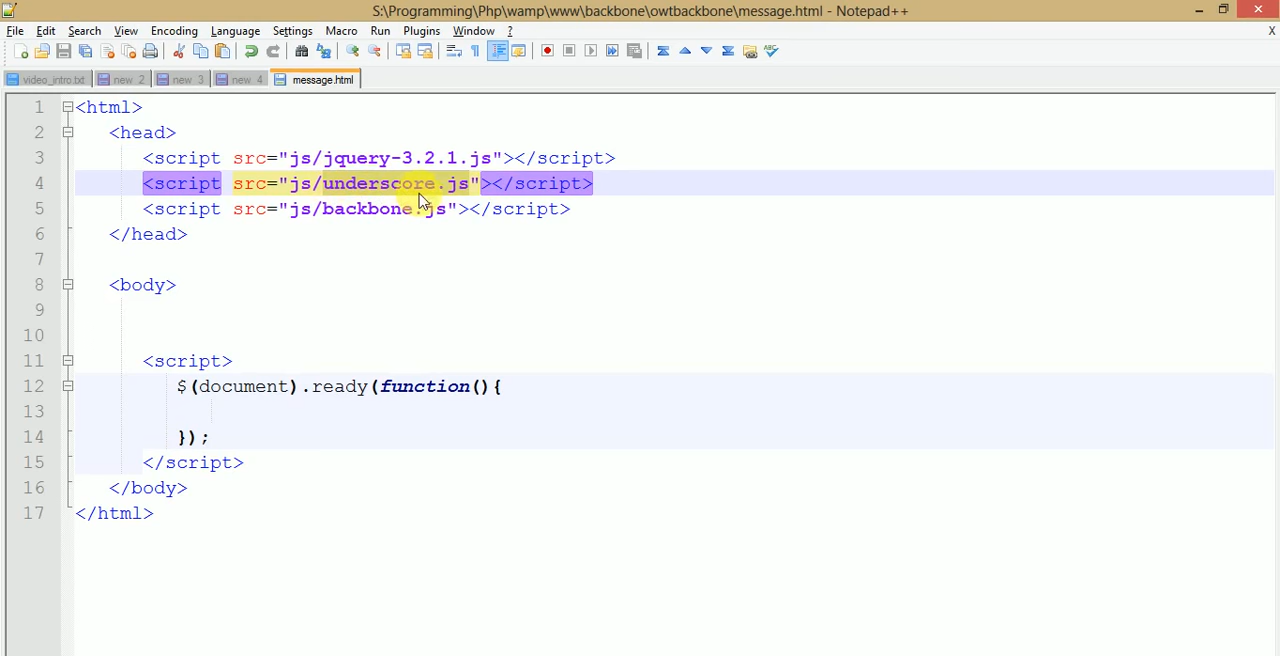 S:\Programming\Php\wamp\www\backbone\owtbackbone\message.html - Notepad++
File Edit Search View Encoding Language Settings Macro Run Plugins Window ? X
video_intro.txt new 2 new 3 new 4 message.html
1 <html>
2 <head>
3 <script src="js/jquery-3.2.1.js"></script>
4 <script src="js/underscore.js"></script>
5 <script src="js/backbone.js"></script>
6 </head>
7
8 <body>
9
10
11 <script>
12 $(document).ready(function(){
13
14 });
15 </script>
16 </body>
17 </html>